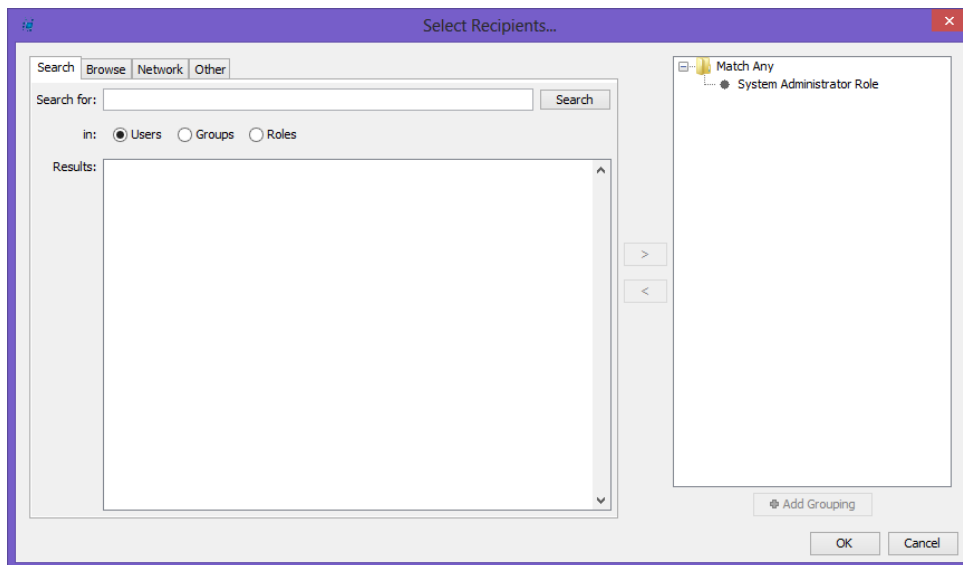 Select Recipients...
Search Browse Network Other
Search for: Search
in: Users Groups Roles
Results:
>
<
Match Any
System Administrator Role
Add Grouping
OK Cancel